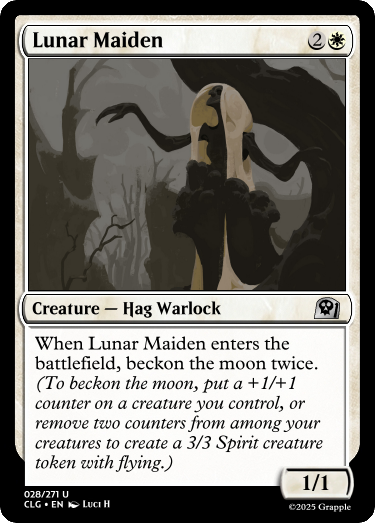 Lunar Maiden 2
Creature — Hag Warlock
When Lunar Maiden enters the
battlefield, beckon the moon twice.
(To beckon the moon, put a +1/+1
counter on a creature you control, or
remove two counters from among your
creatures to create a 3/3 Spirit creature
token with flying.)
1/1
028/271 U
CLG • EN Luci H
©2025 Grapple